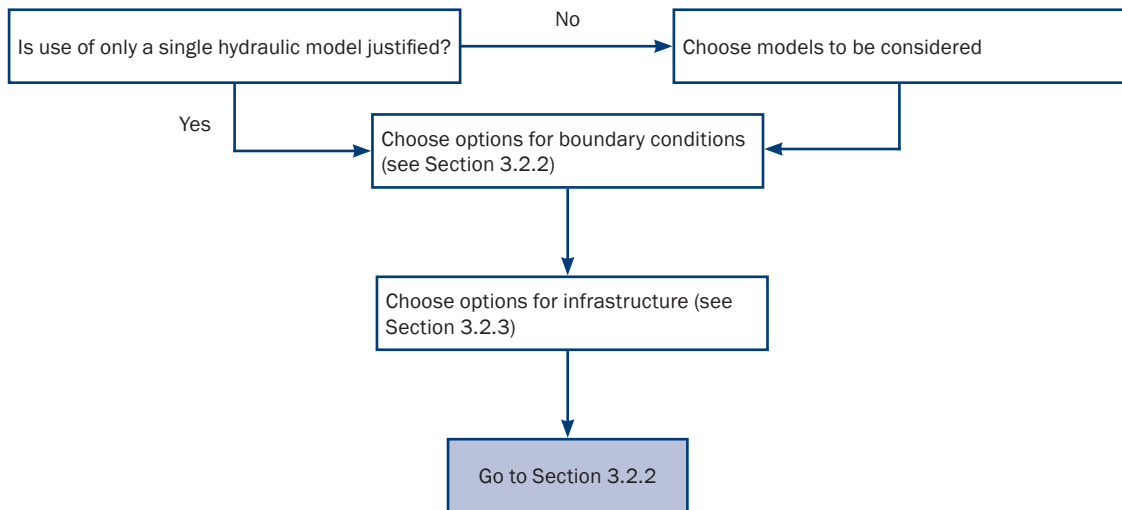 Is use of only a single hydraulic model justified?
No
Choose models to be considered
Yes
Choose options for boundary conditions
(see Section 3.2.2)
Choose options for infrastructure (see
Section 3.2.3)
Go to Section 3.2.2